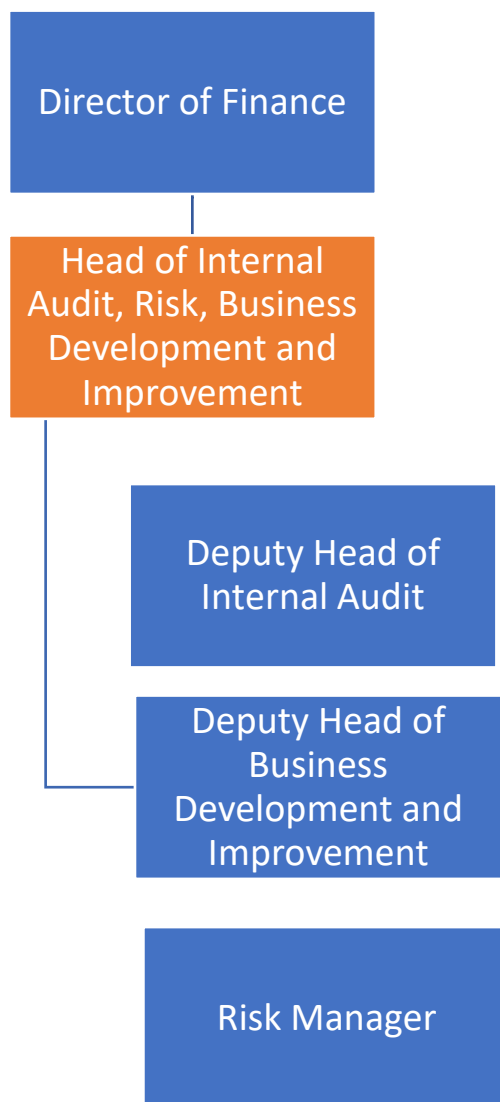 Director of Finance
Head of Internal
Audit, Risk, Business
Development and
Improvement
Deputy Head of
Internal Audit
Deputy Head of
Business
Development and
Improvement
Risk Manager